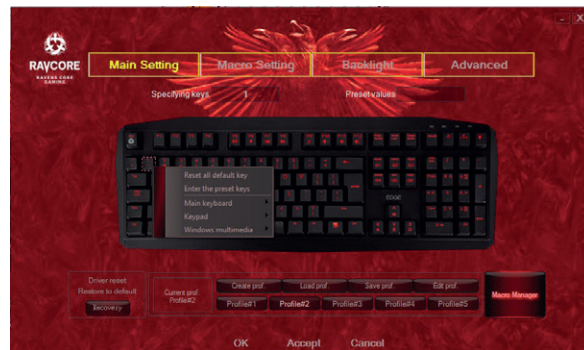 - X
RAVCORE
RAVENS CORE
GAMING
Main Setting
Macro Setting
Backlight
Advanced
Specifying keys
1
Preset values
Reset all default key
Enter the preset keys
Main keyboard
Keypad
Windows multimedia
EDGE
Driver reset
Restore to default
Recovery
Current prof.
Profile#2
Create prof.
Load prof.
Save prof.
Edit prof.
Profile#1
Profile#2
Profile#3
Profile#4
Profile#5
Macro Manager
OK
Accept
Cancel